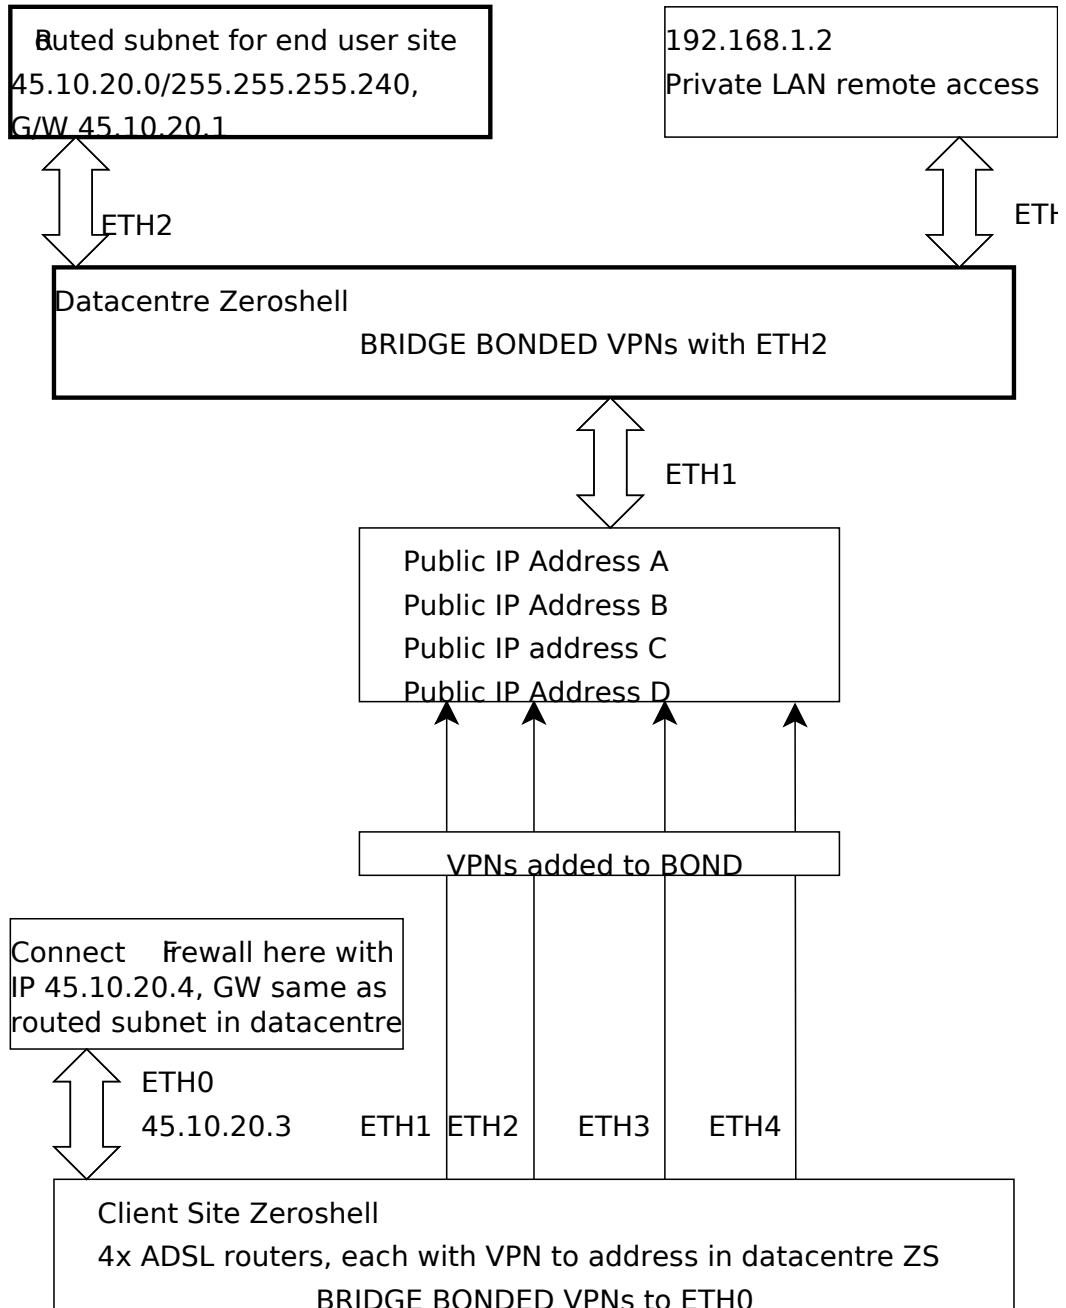 Routed subnet for end user site
45.10.20.0/255.255.255.240,
G/W 45.10.20.1
192.168.1.2
Private LAN remote access
ETH2
ETH
Datacentre Zeroshell
BRIDGE BONDED VPNs with ETH2
ETH1
Public IP Address A
Public IP Address B
Public IP address C
Public IP Address D
VPNs added to BOND
Connect Firewall here with
IP 45.10.20.4, GW same as
routed subnet in datacentre
ETH0
45.10.20.3
ETH1 ETH2 ETH3 ETH4
Client Site Zeroshell
4x ADSL routers, each with VPN to address in datacentre ZS
BRIDGE BONDED VPNs to ETH0